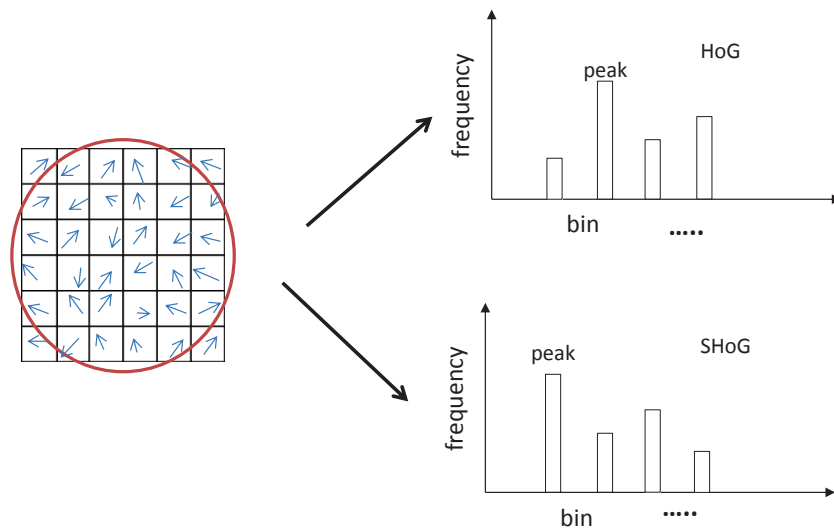 HoG
peak
frequency
bin
.....
SHoG
peak
frequency
bin
.....